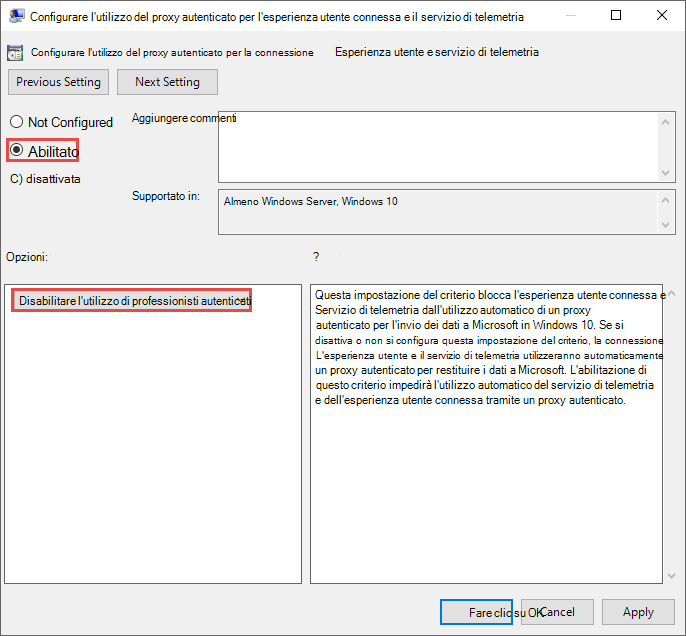 Configurare l'utilizzo del proxy autenticato per l'esperienza utente connessa e il servizio di telemetria
Configurare l'utilizzo del proxy autenticato per la connessione Esperienza utente e servizio di telemetria
Previous Setting Next Setting
Not Configured
Aggiungere commenti
Abilitato
C) disattivata
Supportato in:
Almeno Windows Server, Windows 10
Opzioni:
?
Disabilitare l'utilizzo di professionisti autenticati
Questa impostazione del criterio blocca l'esperienza utente connessa e
Servizio di telemetria dall'utilizzo automatico di un proxy
autenticato per l'invio dei dati a Microsoft in Windows 10. Se si
disattiva o non si configura questa impostazione del criterio, la connessione
L'esperienza utente e il servizio di telemetria utilizzeranno automaticamente
un proxy autenticato per restituire i dati a Microsoft. L'abilitazione di
questo criterio impedirà l'utilizzo automatico del servizio di telemetria
e dell'esperienza utente connessa tramite un proxy autenticato.
Fare clic su OK Cancel Apply